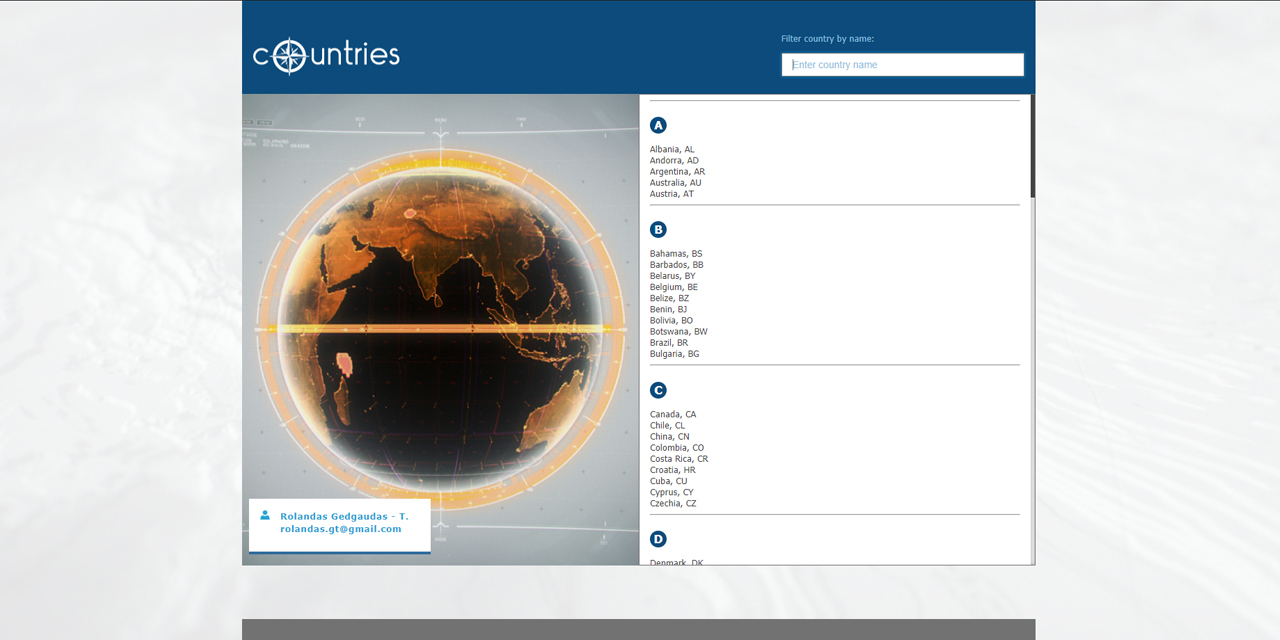 cOuntries
Filter country by name:
Enter country name
A
Albania, AL
Andorra, AD
Argentina, AR
Australia, AU
Austria, AT
B
Bahamas, BS
Barbados, BB
Belarus, BY
Belgium, BE
Belize, BZ
Benin, BJ
Bolivia, BO
Botswana, BW
Brazil, BR
Bulgaria, BG
C
Canada, CA
Chile, CL
China, CN
Colombia, CO
Costa Rica, CR
Croatia, HR
Cuba, CU
Cyprus, CY
Czechia, CZ
D
Denmark, DK
Rolandas Gedgaudas - T.
rolandas.gt@gmail.com